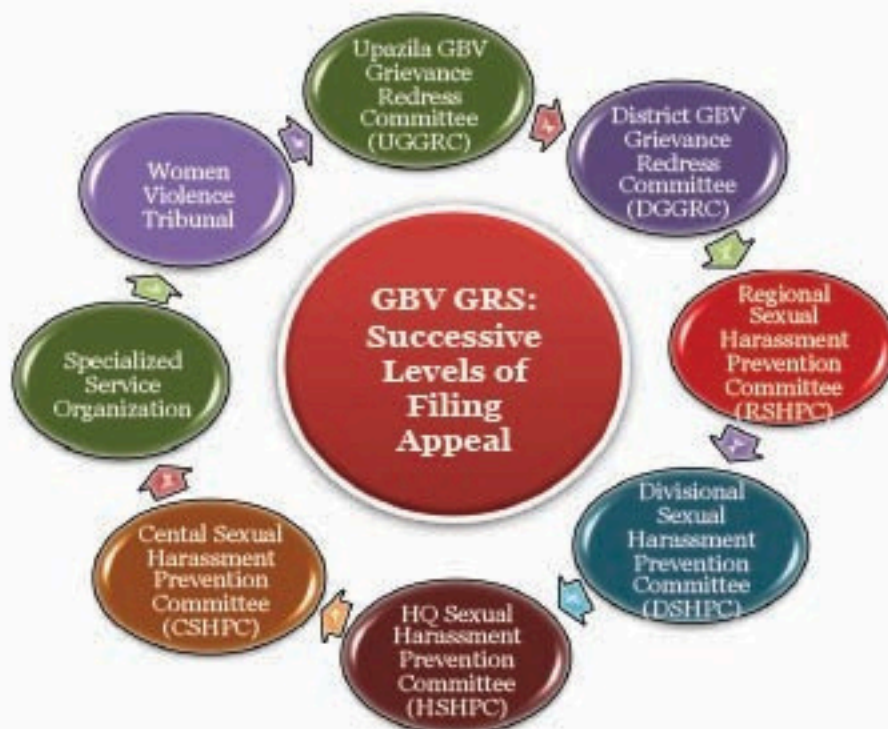 Upazila GBV
Grievance
Redress
Committee
(UGGRC)
District GBV
Grievance
Redress
Committee
(DGGRC)
Regional
Sexual
Harassment
Prevention
Committee
(RSHPC)
Divisional
Sexual
Harassment
Prevention
Committee
(DSHPC)
HQ Sexual
Harassment
Prevention
Committee
(HSHPC)
Cental Sexual
Harassment
Prevention
Committee
(CSHPC)
Specialized
Service
Organization
Women
Violence
Tribunal
GBV GRS:
Successive
Levels of
Filing
Appeal